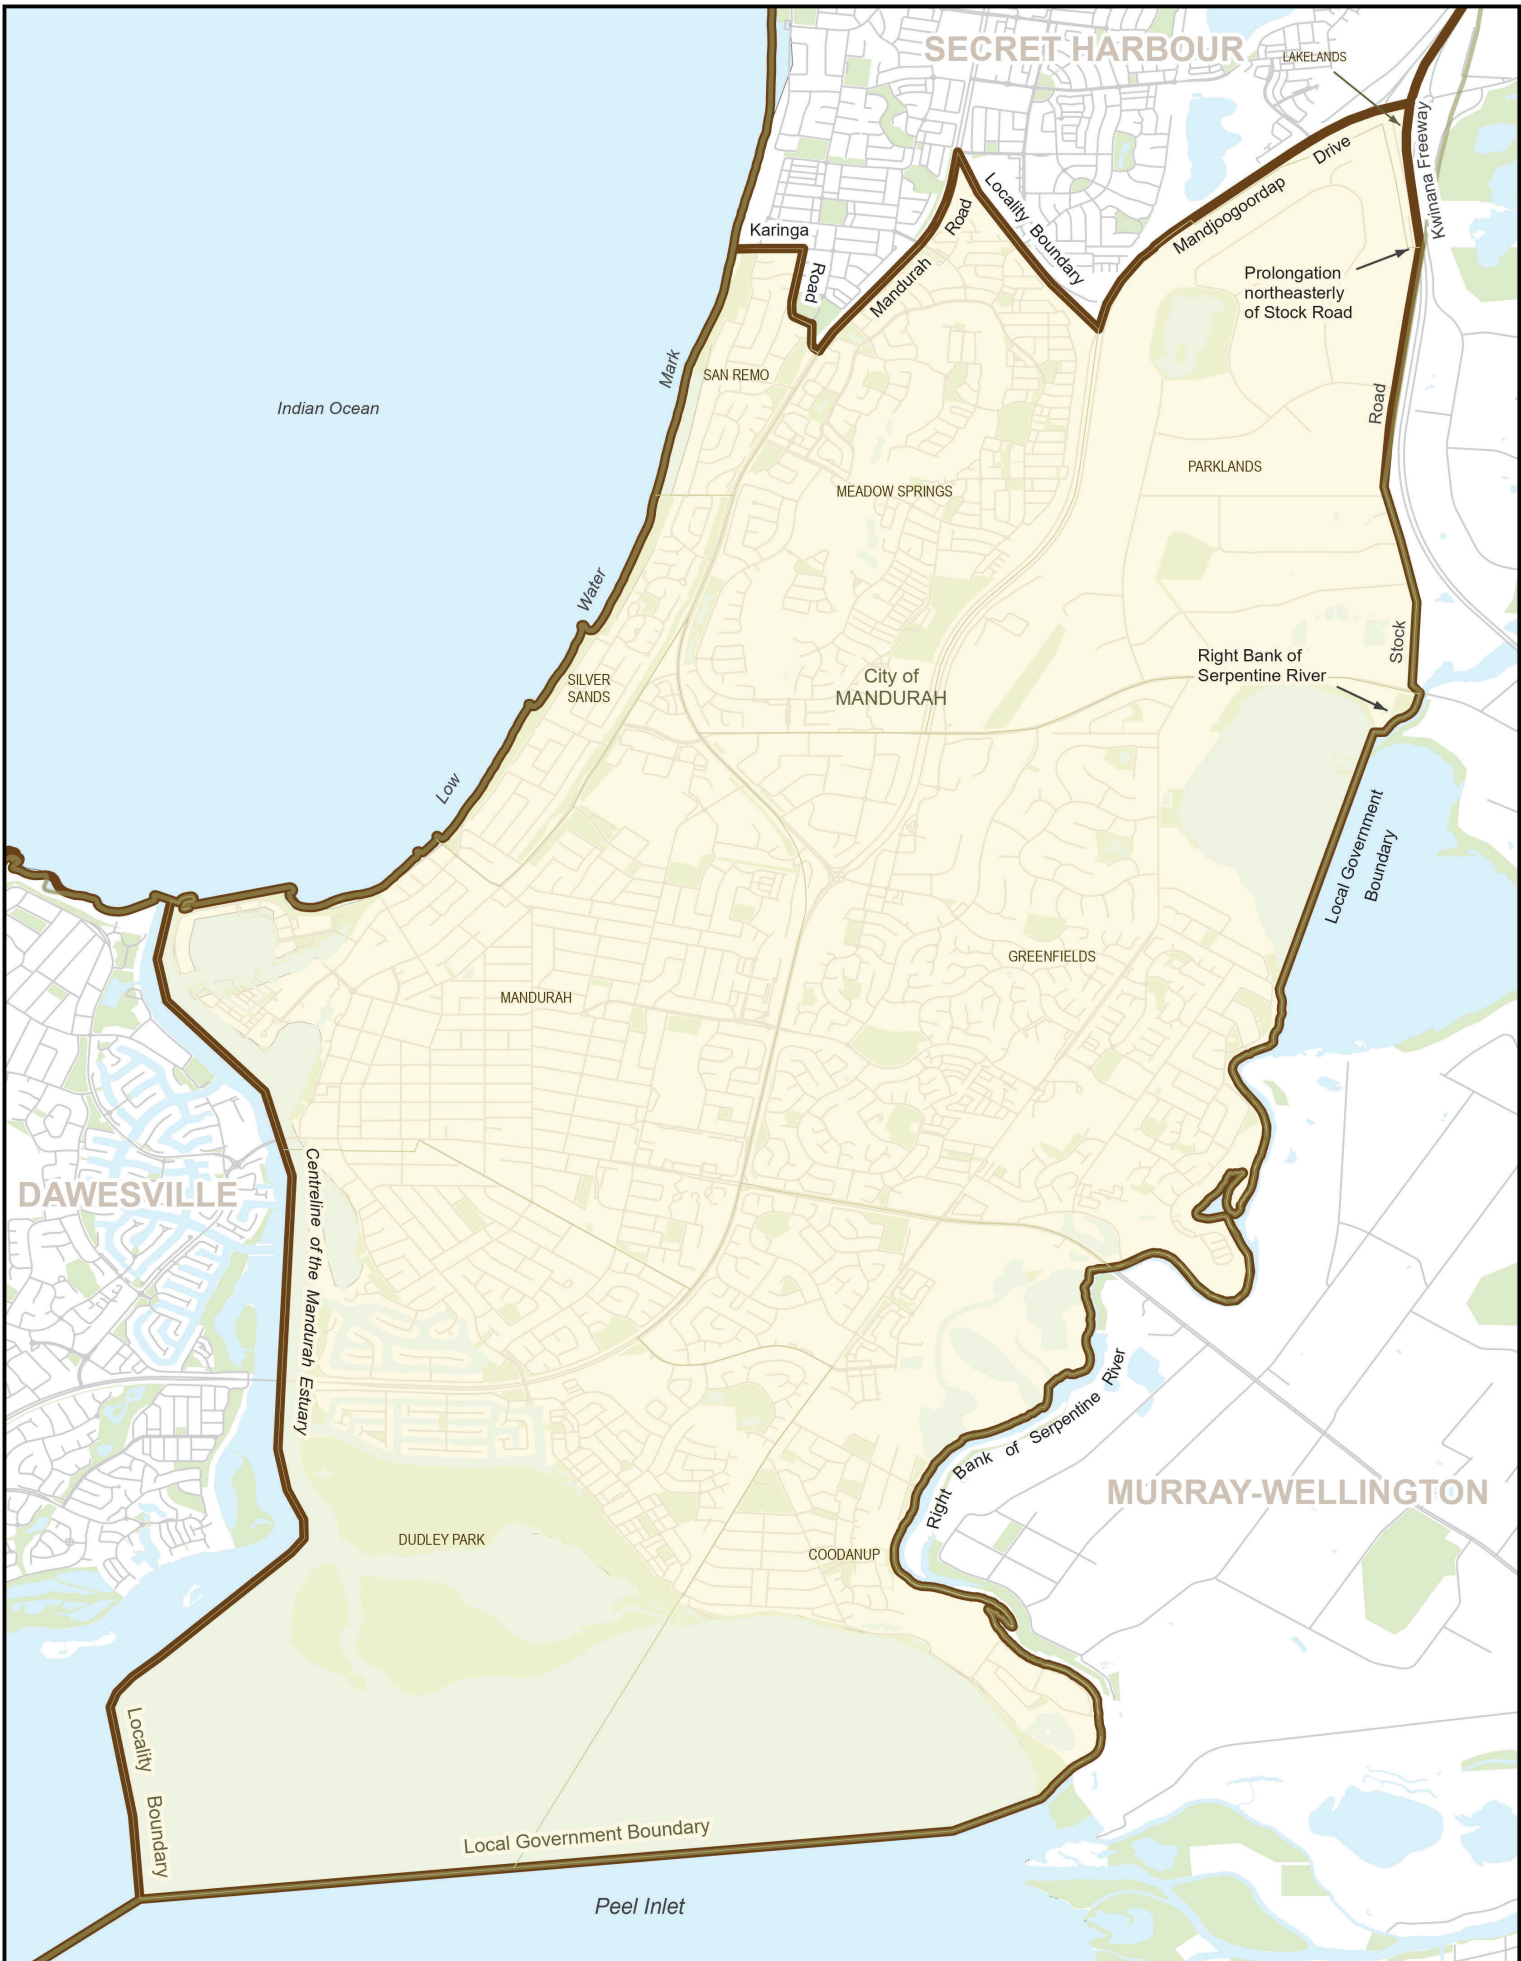 SECRET HARBOUR
LAKELANDS
Kwinana Freeway
Mandjoogoordap Drive
Locality Boundary
Karinga
Road
Mandurah Road
Prolongation
northeasterly
of Stock Road
Indian Ocean
Low Water Mark
SAN REMO
MEADOW SPRINGS
PARKLANDS
Stock Road
Right Bank of
Serpentine River
SILVER
SANDS
City of
MANDURAH
Local Government
Boundary
GREENFIELDS
MANDURAH
DAWESVILLE
Centreline of the Mandurah Estuary
Right Bank of Serpentine River
MURRAY-WELLINGTON
DUDLEY PARK
COODANUP
Locality Boundary
Local Government Boundary
Peel Inlet